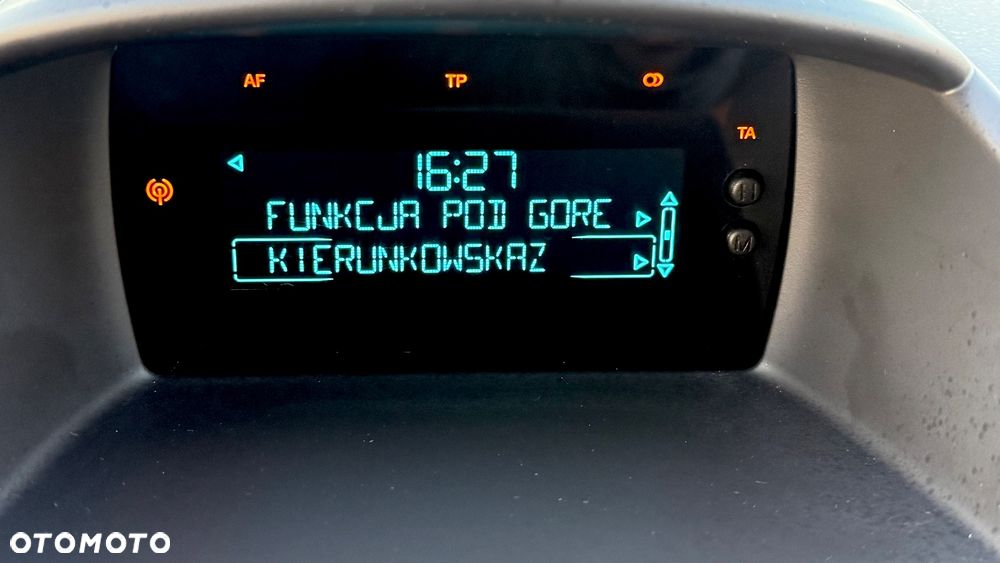 AF TP
TA
16:27
FUNKCJA POD GORE
H
KIERUNKOWSKAZ
M
OTOMOTO